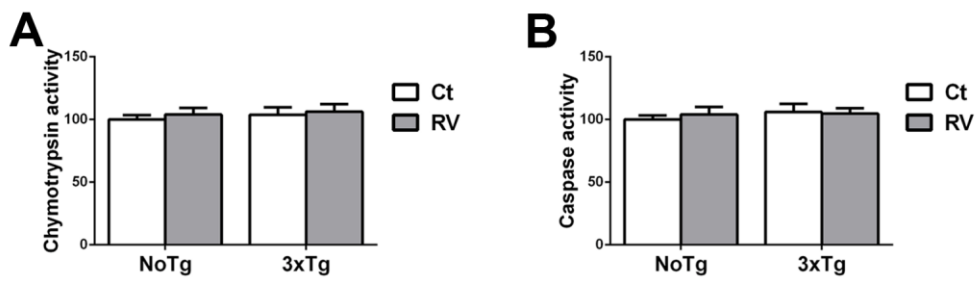 A
Chymotrypsin activity
150
100
50
0
NoTg
3xTg
Ct
RV
B
Caspase activity
150
100
50
0
NoTg
3xTg
Ct
RV